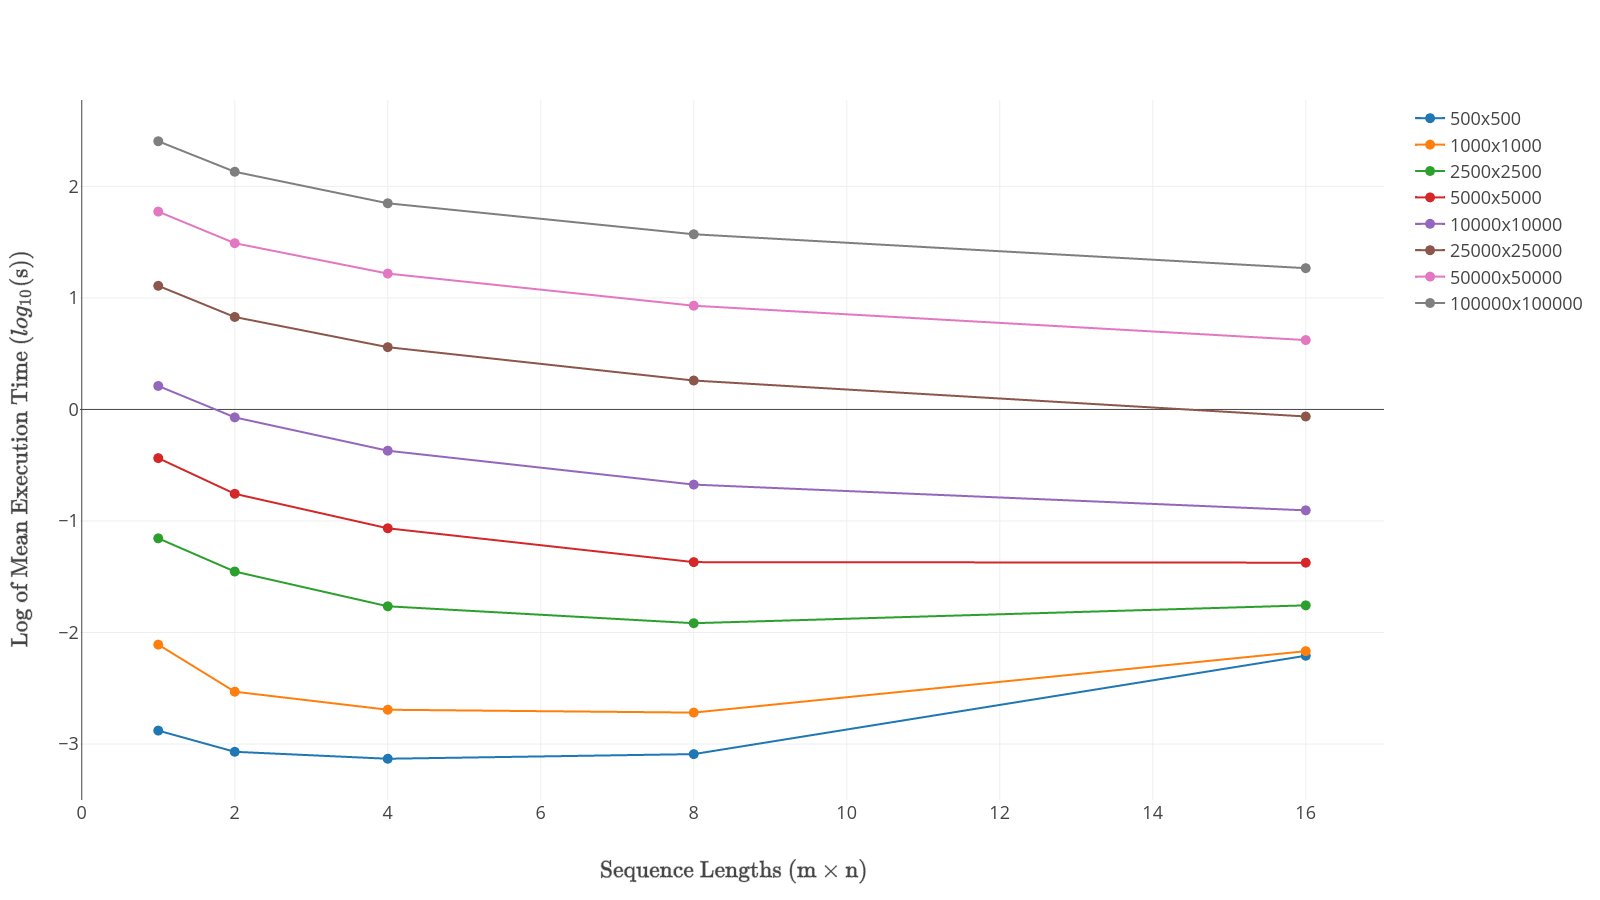 500x500
1000x1000
2500x2500
5000x5000
10000x10000
25000x25000
50000x50000
100000x100000
2
1
0
−1
−2
−3
Log of Mean Execution Time (log₁₀(s))
0 2 4 6 8 10 12 14 16
Sequence Lengths (m × n)